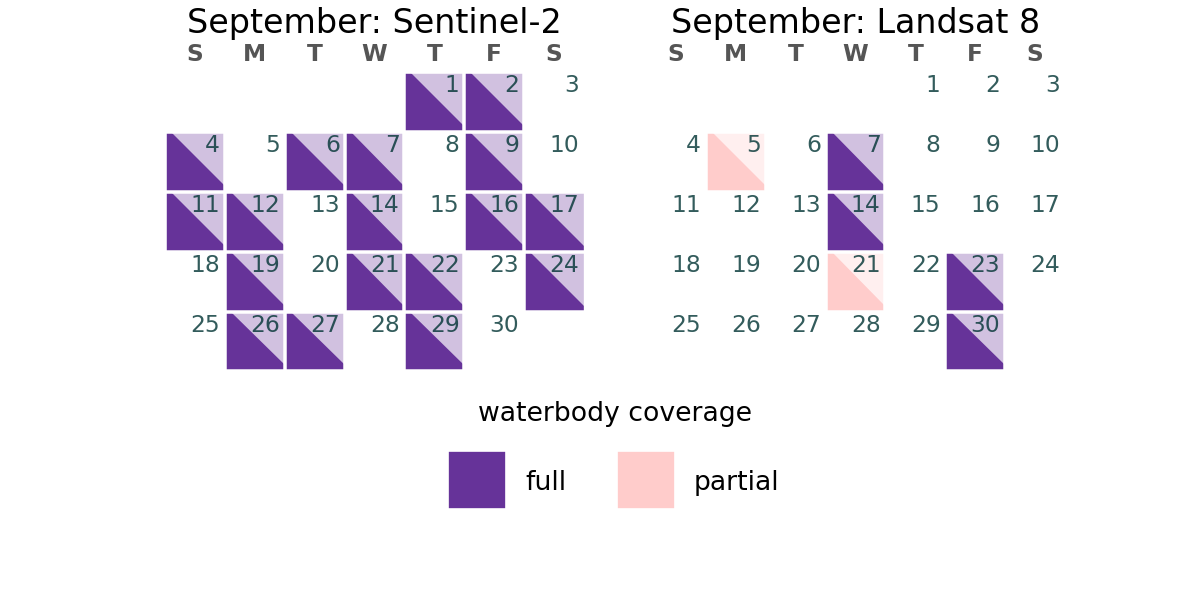 September: Sentinel-2
S M T W T F S
1 2 3
4 5 6 7 8 9 10
11 12 13 14 15 16 17
18 19 20 21 22 23 24
25 26 27 28 29 30
September: Landsat 8
S M T W T F S
1 2 3
4 5 6 7 8 9 10
11 12 13 14 15 16 17
18 19 20 21 22 23 24
25 26 27 28 29 30
waterbody coverage
full
partial